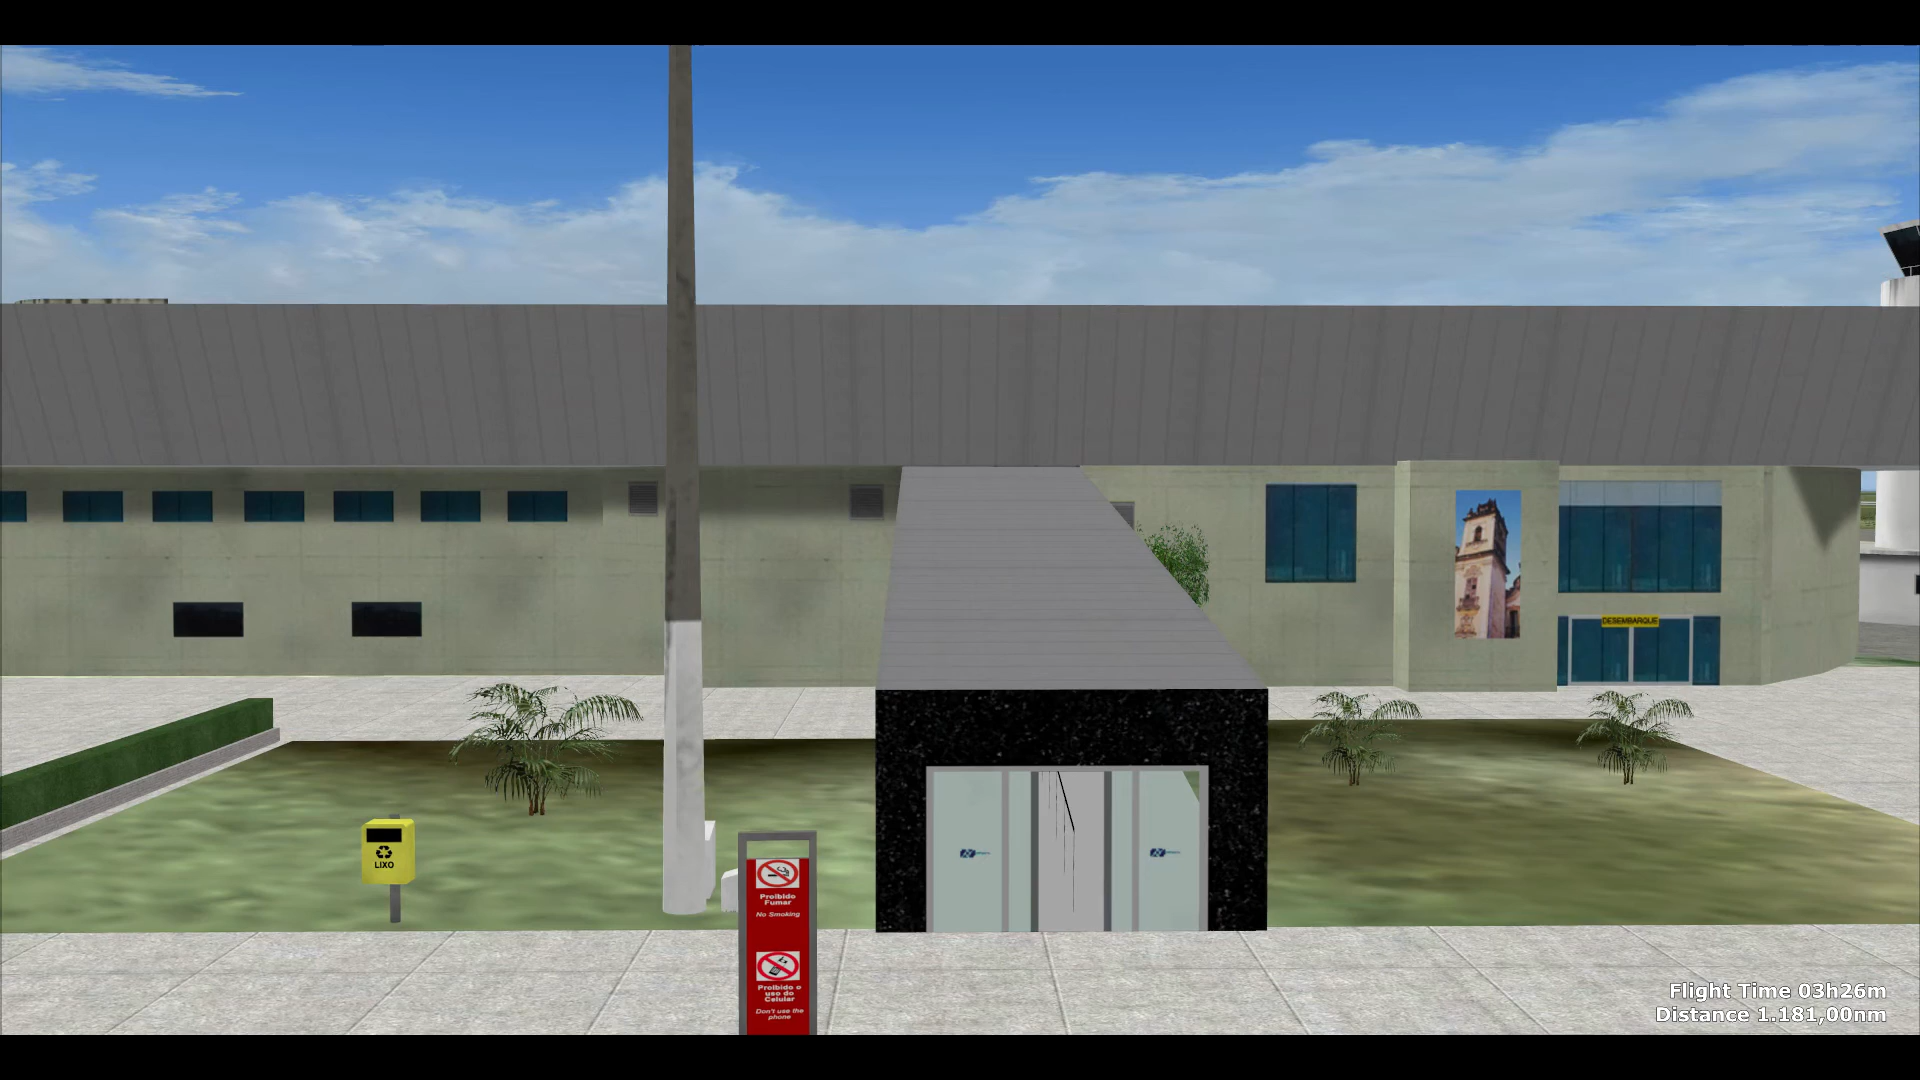 DESEMBARQUE
LIXO
Proibido
Fumar
No Smoking
Proibido o
uso do
Celular
Don't use the
phone
Flight Time 03h26m
Distance 1.181,00nm